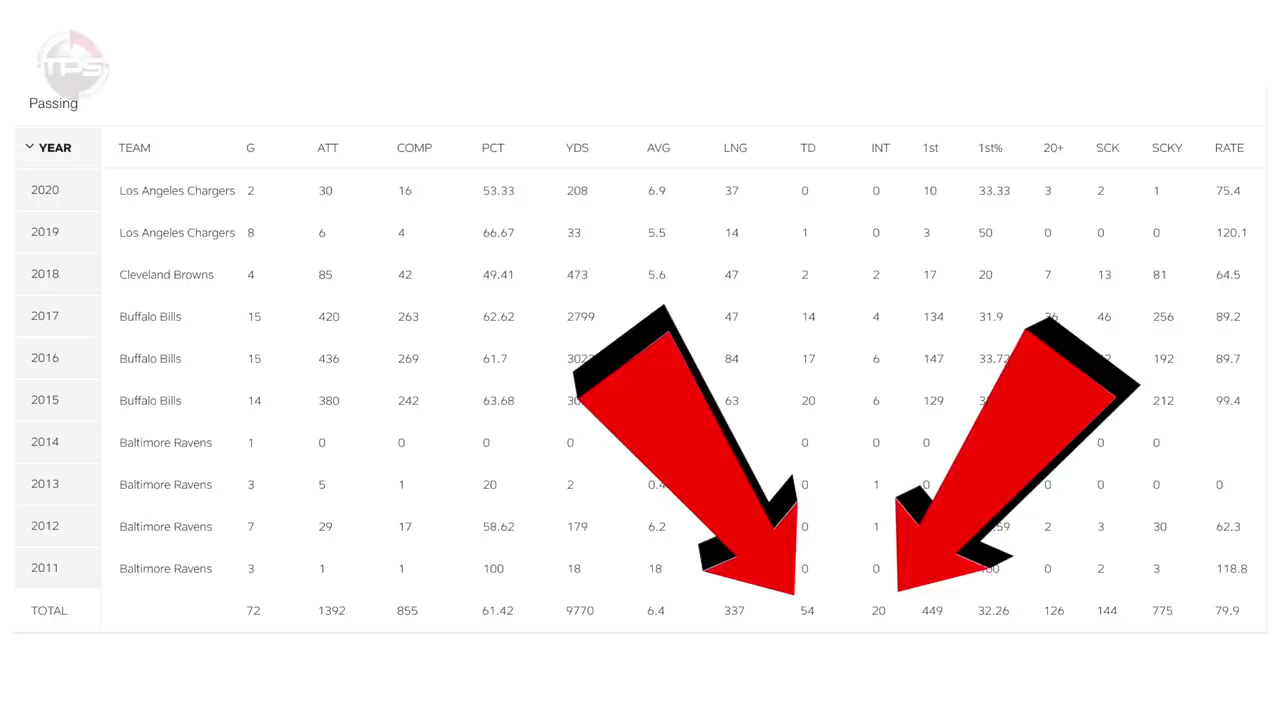 TPS
Passing
YEAR TEAM G ATT COMP PCT YDS AVG LNG TD INT 1st 1st% 20+ SCK SCKY RATE
2020 Los Angeles Chargers 2 30 16 53.33 208 6.9 37 0 0 10 33.33 3 2 1 75.4
2019 Los Angeles Chargers 8 6 4 66.67 33 5.5 14 1 0 3 50 0 0 0 120.1
2018 Cleveland Browns 4 85 42 49.41 473 5.6 47 2 2 17 20 7 13 81 64.5
2017 Buffalo Bills 15 420 263 62.62 2799 47 14 4 134 31.9 46 256 89.2
2016 Buffalo Bills 15 436 269 61.7 17 84 6 147 33.72 192 89.7
2015 Buffalo Bills 14 380 242 63.68 63 20 6 129 212 99.4
2014 Baltimore Ravens 1 0 0 0 0 0 0 0 0 0
2013 Baltimore Ravens 3 5 1 20 2 0.4 0 1 0 0 0 0 0
2012 Baltimore Ravens 7 29 17 58.62 179 6.2 0 1 2 3 30 62.3
2011 Baltimore Ravens 3 1 1 100 18 18 0 0 0 2 3 118.8
TOTAL 72 1392 855 61.42 9770 6.4 337 54 20 449 32.26 126 144 775 79.9